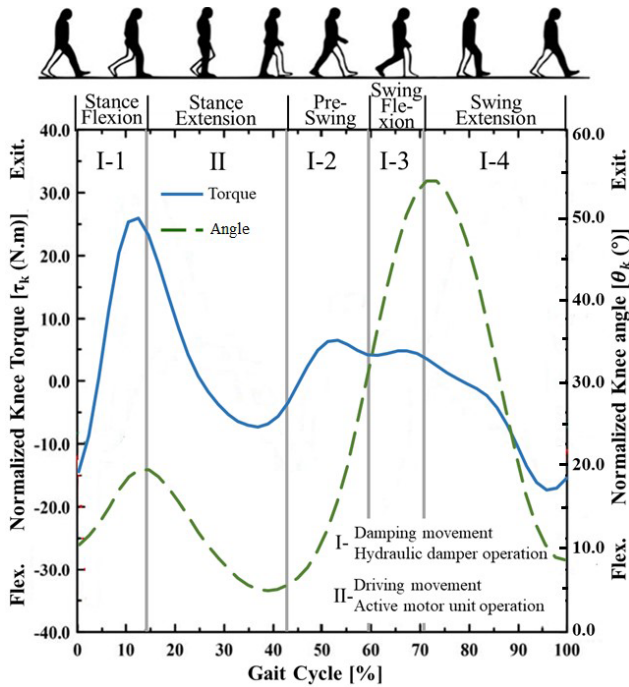 Stance
Flexion
Stance
Extension
Pre-
Swing
Swing
Fle-
xion
Swing
Extension
I-1
II
I-2
I-3
I-4
Torque
Angle
Exit.
Normalized Knee Torque [τk (N.m)]
Flex.
40.0
30.0
20.0
10.0
0.0
-10.0
-20.0
-30.0
-40.0
Exit.
Normalized Knee angle [θk (°)]
Flex.
60.0
50.0
40.0
30.0
20.0
10.0
0.0
I- Damping movement
Hydraulic damper operation
II- Driving movement
Active motor unit operation
0 10 20 30 40 50 60 70 80 90 100
Gait Cycle [%]